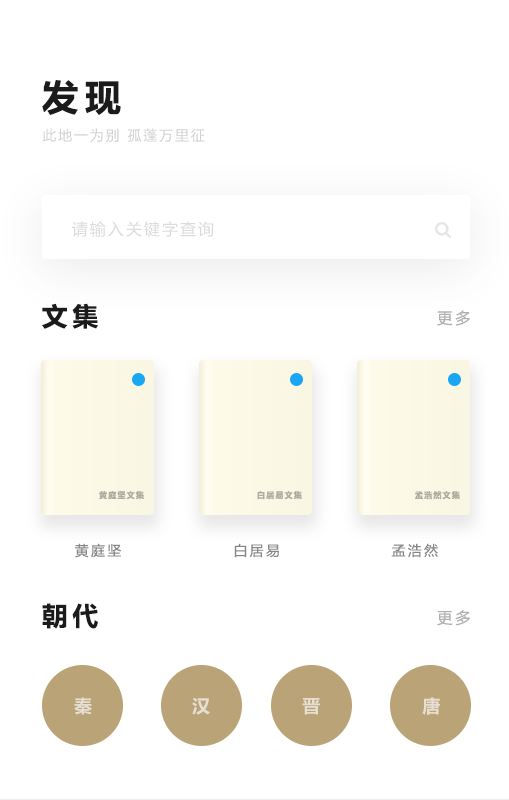 发现
此地一为别 孤蓬万里征
请输入关键字查询
文集 更多
黄庭坚文集 白居易文集 孟浩然文集
黄庭坚 白居易 孟浩然
朝代 更多
秦 汉 晋 唐